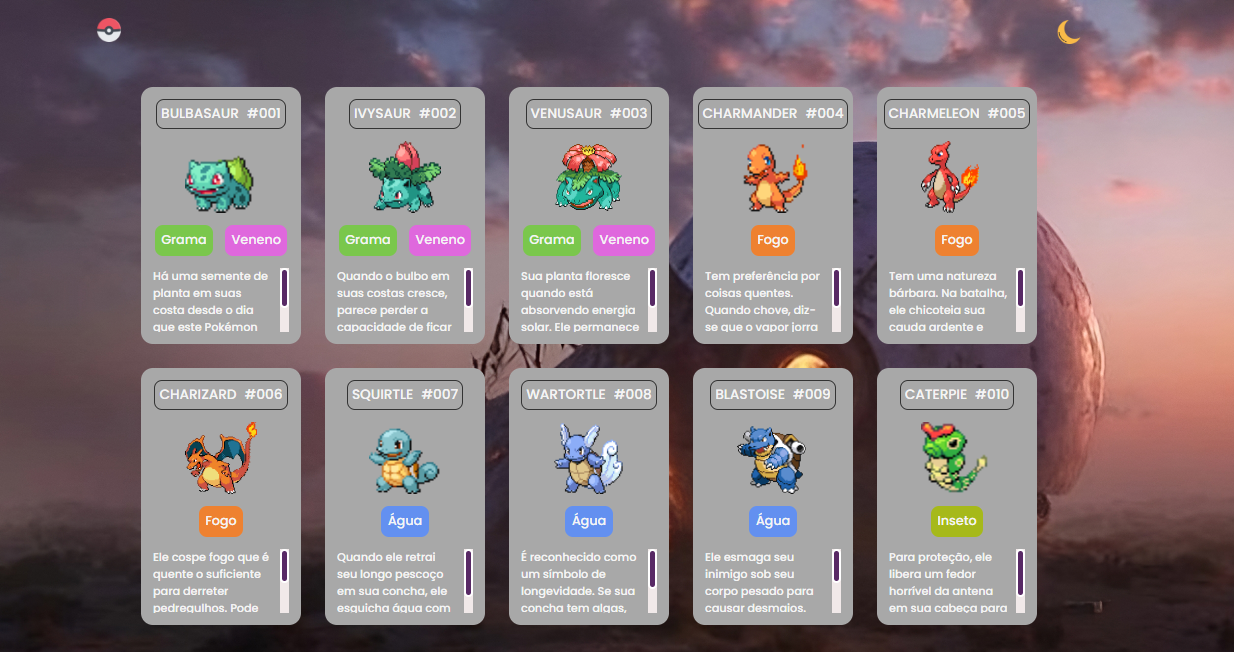 BULBASAUR #001
Grama Veneno
Há uma semente de
planta em suas
costa desde o dia
que este Pokémon
IVYSAUR #002
Grama Veneno
Quando o bulbo em
suas costas cresce,
parece perder a
capacidade de ficar
VENUSAUR #003
Grama Veneno
Sua planta floresce
quando está
absorvendo energia
solar. Ele permanece
CHARMANDER #004
Fogo
Tem preferência por
coisas quentes.
Quando chove, diz-
se que o vapor jorra
CHARMELEON #005
Fogo
Tem uma natureza
bárbara. Na batalha,
ele chicoteia sua
cauda ardente e
CHARIZARD #006
Fogo
Ele cospe fogo que é
quente o suficiente
para derreter
pedregulhos. Pode
SQUIRTLE #007
Água
Quando ele retrai
seu longo pescoço
em sua concha, ele
esguicha água com
WARTORTLE #008
Água
É reconhecido como
um símbolo de
longevidade. Se sua
concha tem algas,
BLASTOISE #009
Água
Ele esmaga seu
inimigo sob seu
corpo pesado para
causar desmaios.
CATERPIE #010
Inseto
Para proteção, ele
libera um fedor
horrível da antena
em sua cabeça para